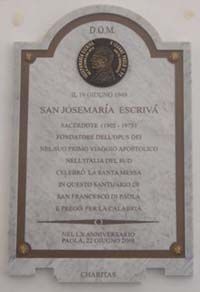 D.O.M.
IL 19 GIUGNO 1948
SAN JOSEMARÍA ESCRIVÁ
SACERDOTE (1902 - 1975)
FONDATORE DELL'OPUS DEI
NEL SUO PRIMO VIAGGIO APOSTOLICO
NELL'ITALIA DEL SUD
CELEBRÒ LA SANTA MESSA
IN QUESTO SANTUARIO DI
SAN FRANCESCO DI PAOLA
E PREGÒ PER LA CALABRIA
NEL LX ANNIVERSARIO
PAOLA, 22 GIUGNO 2008
CHARITAS